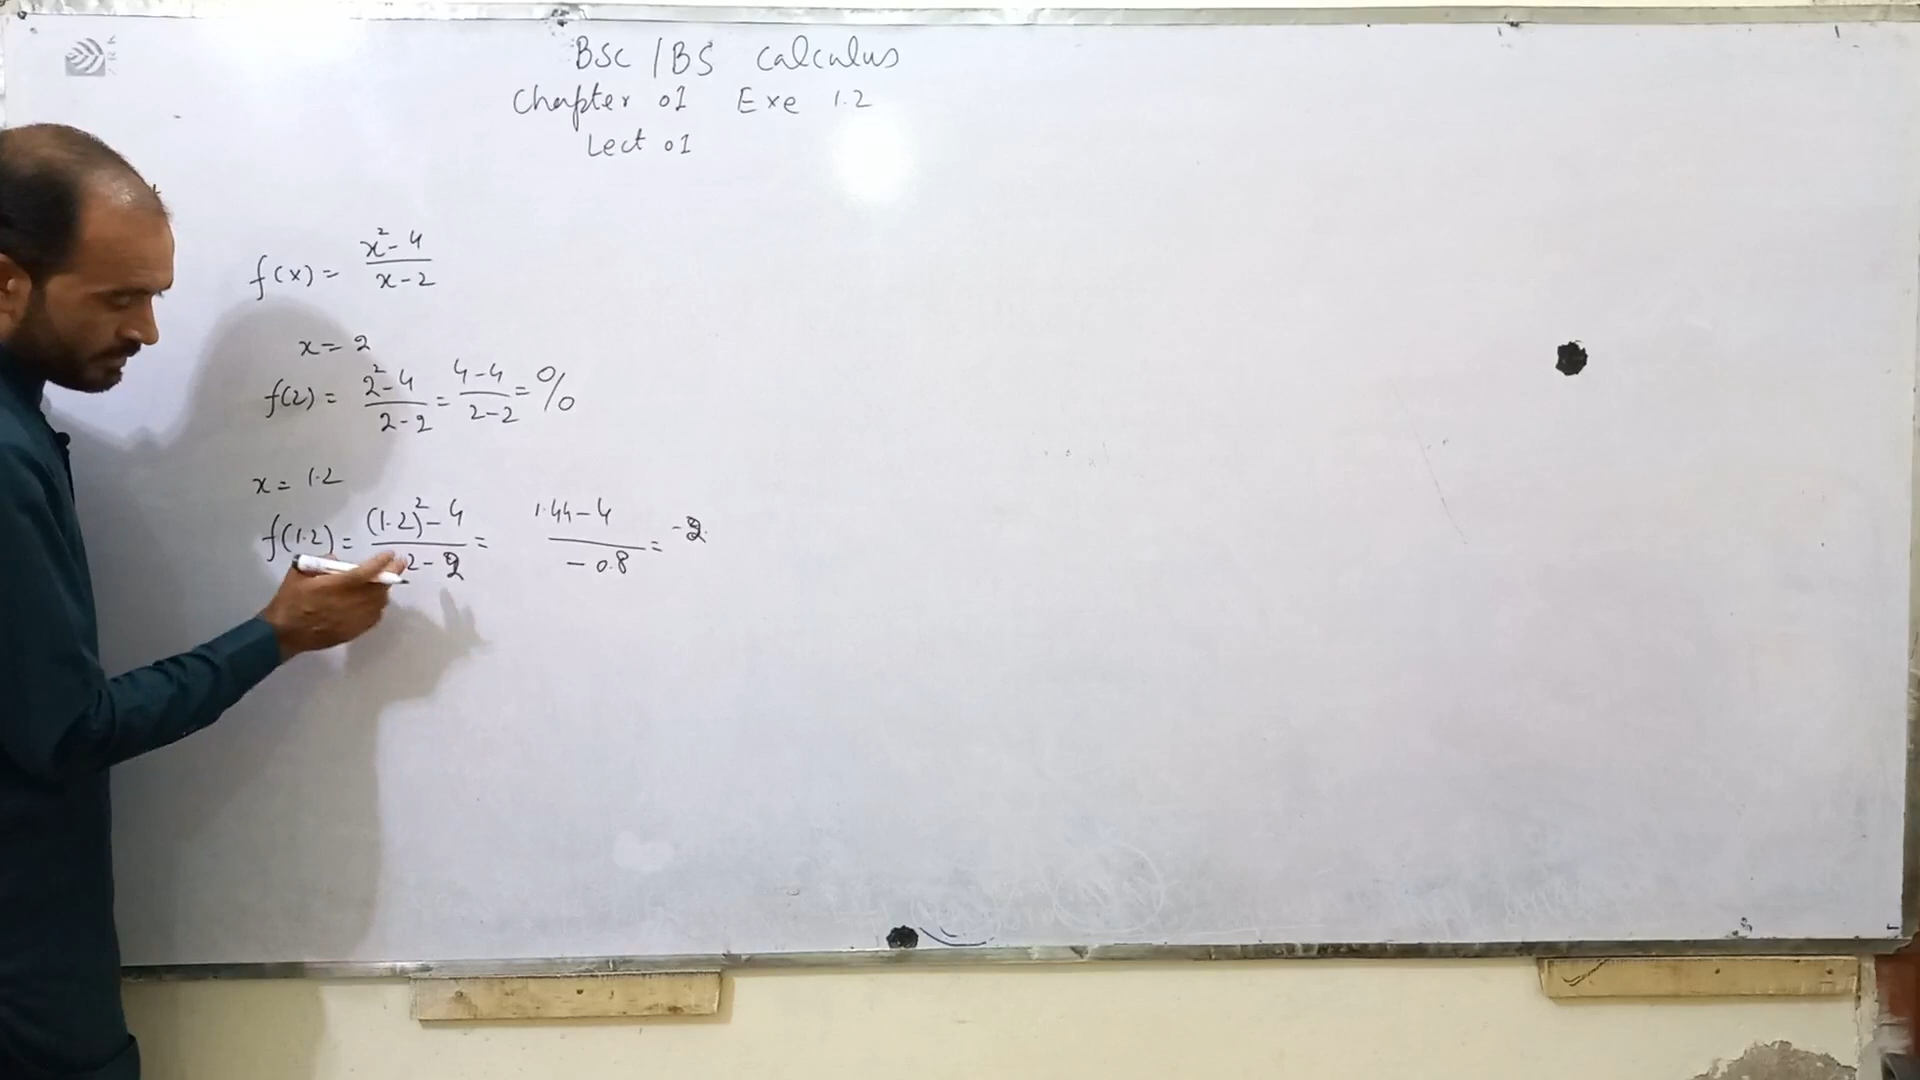 BSc / BS Calculus
Chapter 01 Exe 1.2
Lect 01
f(x) = x² - 4 / x - 2
x = 2
f(2) = 2² - 4 / 2 - 2 = 4 - 4 / 2 - 2 = 0/0
x = 1.2
f(1.2) = (1.2)² - 4 / 2 - 2 = 1.44 - 4 / - 0.8 = -2.